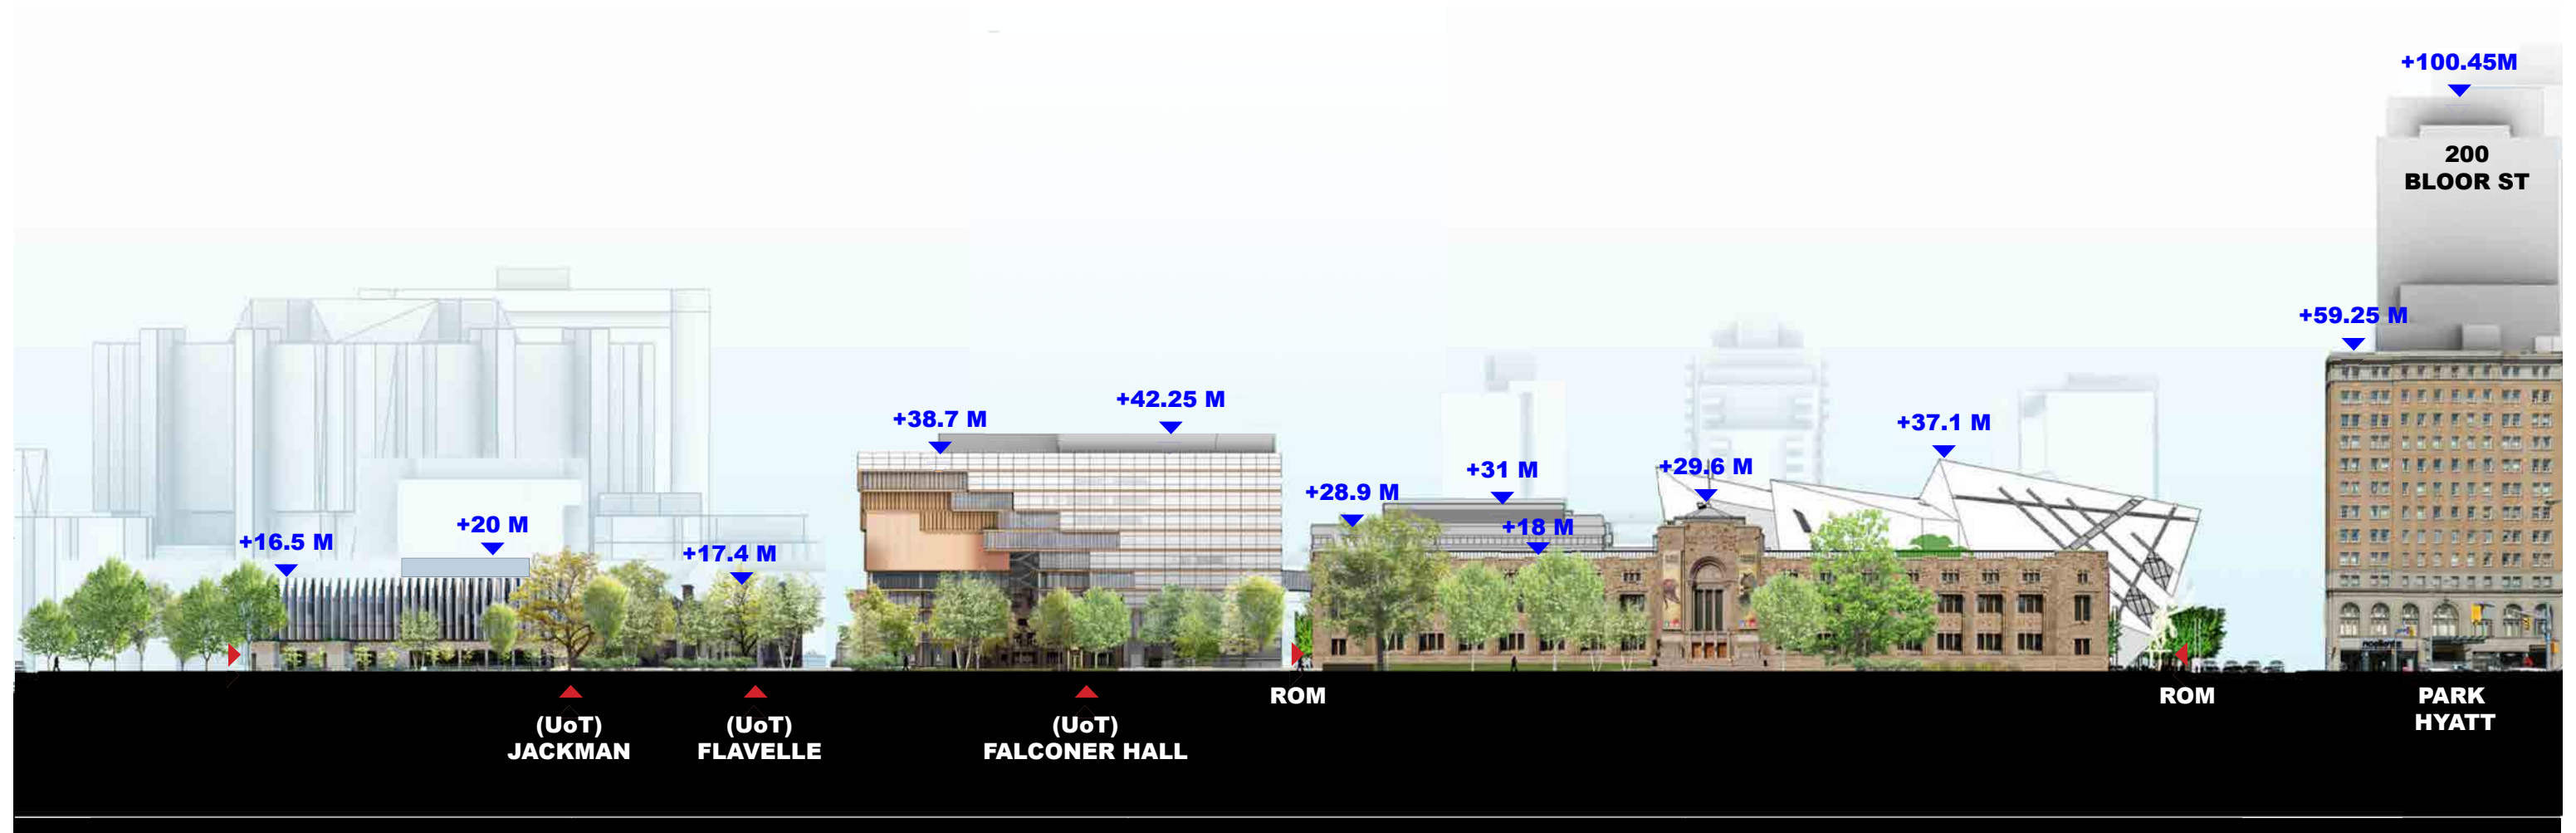 +100.45M
200
BLOOR ST
+59.25 M
+42.25 M
+38.7 M
+37.1 M
+31 M
+29.6 M
+28.9 M
+18 M
+20 M
+16.5 M
+17.4 M
ROM
ROM
PARK
HYATT
(UoT)
JACKMAN
(UoT)
FLAVELLE
(UoT)
FALCONER HALL